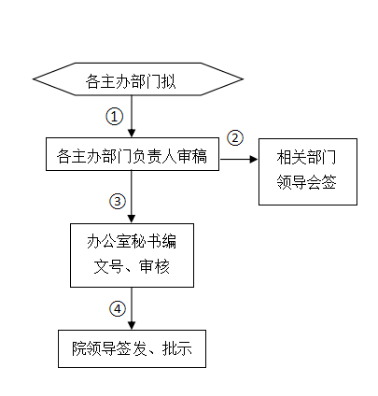 各主办部门拟
①
②
各主办部门负责人审稿
相关部门
领导会签
③
办公室秘书编
文号、审核
④
院领导签发、批示